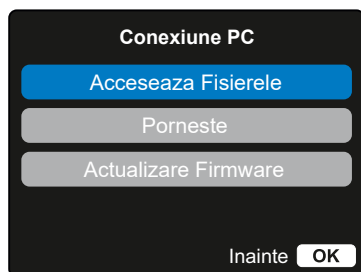 Conexiune PC
Acceseaza Fisierele
Porneste
Actualizare Firmware
Inainte OK